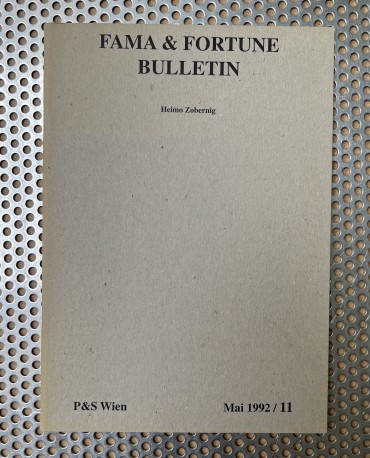 FAMA & FORTUNE
BULLETIN
Heimo Zobernig
P&S Wien
Mai 1992 / 11